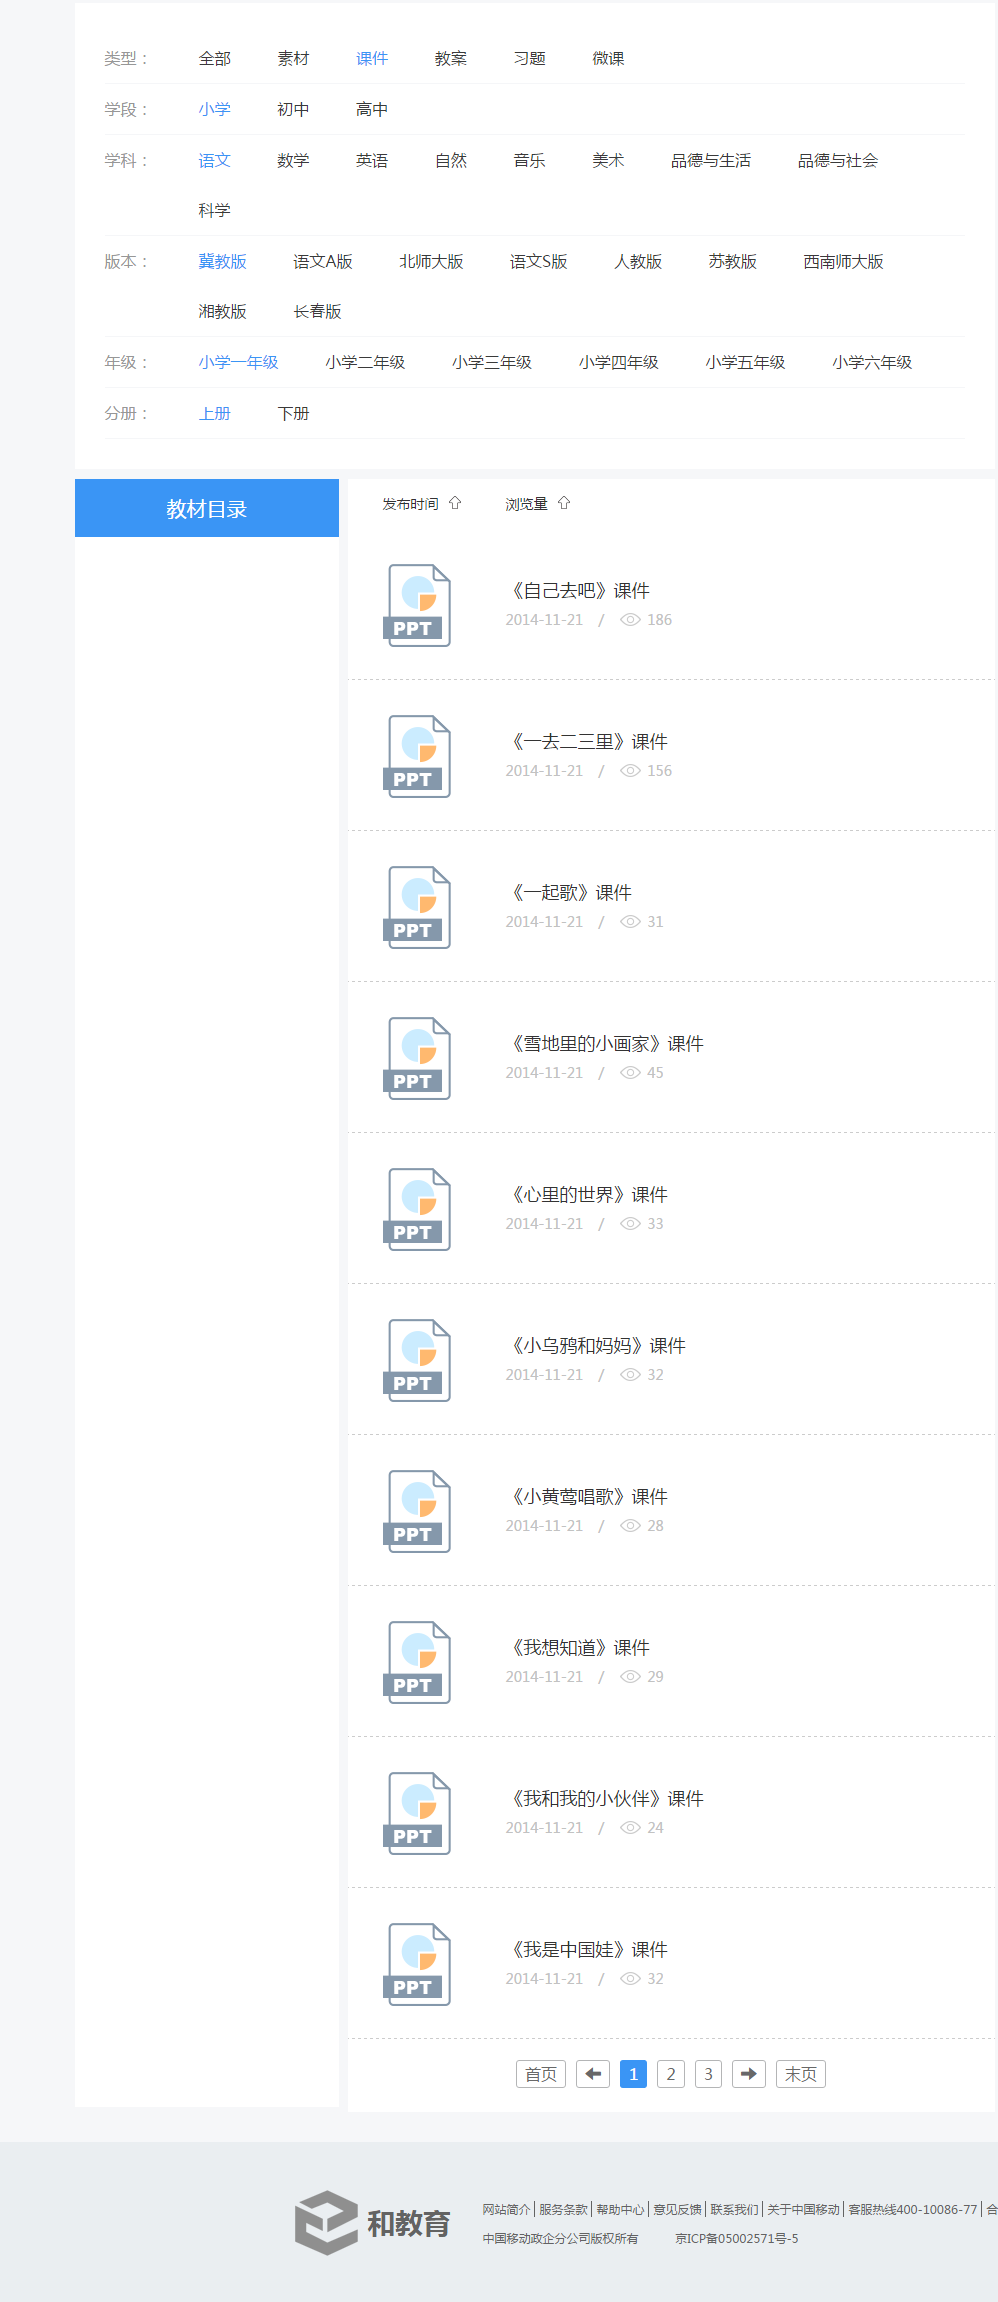 类型： 全部 素材 课件 教案 习题 微课
学段： 小学 初中 高中
学科： 语文 数学 英语 自然 音乐 美术 品德与生活 品德与社会
科学
版本： 冀教版 语文A版 北师大版 语文S版 人教版 苏教版 西南师大版
湘教版 长春版
年级： 小学一年级 小学二年级 小学三年级 小学四年级 小学五年级 小学六年级
分册： 上册 下册
教材目录
发布时间 浏览量
PPT
《自己去吧》课件
2014-11-21 / 186
PPT
《一去二三里》课件
2014-11-21 / 156
PPT
《一起歌》课件
2014-11-21 / 31
PPT
《雪地里的小画家》课件
2014-11-21 / 45
PPT
《心里的世界》课件
2014-11-21 / 33
PPT
《小乌鸦和妈妈》课件
2014-11-21 / 32
PPT
《小黄莺唱歌》课件
2014-11-21 / 28
PPT
《我想知道》课件
2014-11-21 / 29
PPT
《我和我的小伙伴》课件
2014-11-21 / 24
PPT
《我是中国娃》课件
2014-11-21 / 32
首页 1 2 3 末页
和教育
网站简介 | 服务条款 | 帮助中心 | 意见反馈 | 联系我们 | 关于中国移动 | 客服热线400-10086-77 | 合
中国移动政企分公司版权所有 京ICP备05002571号-5